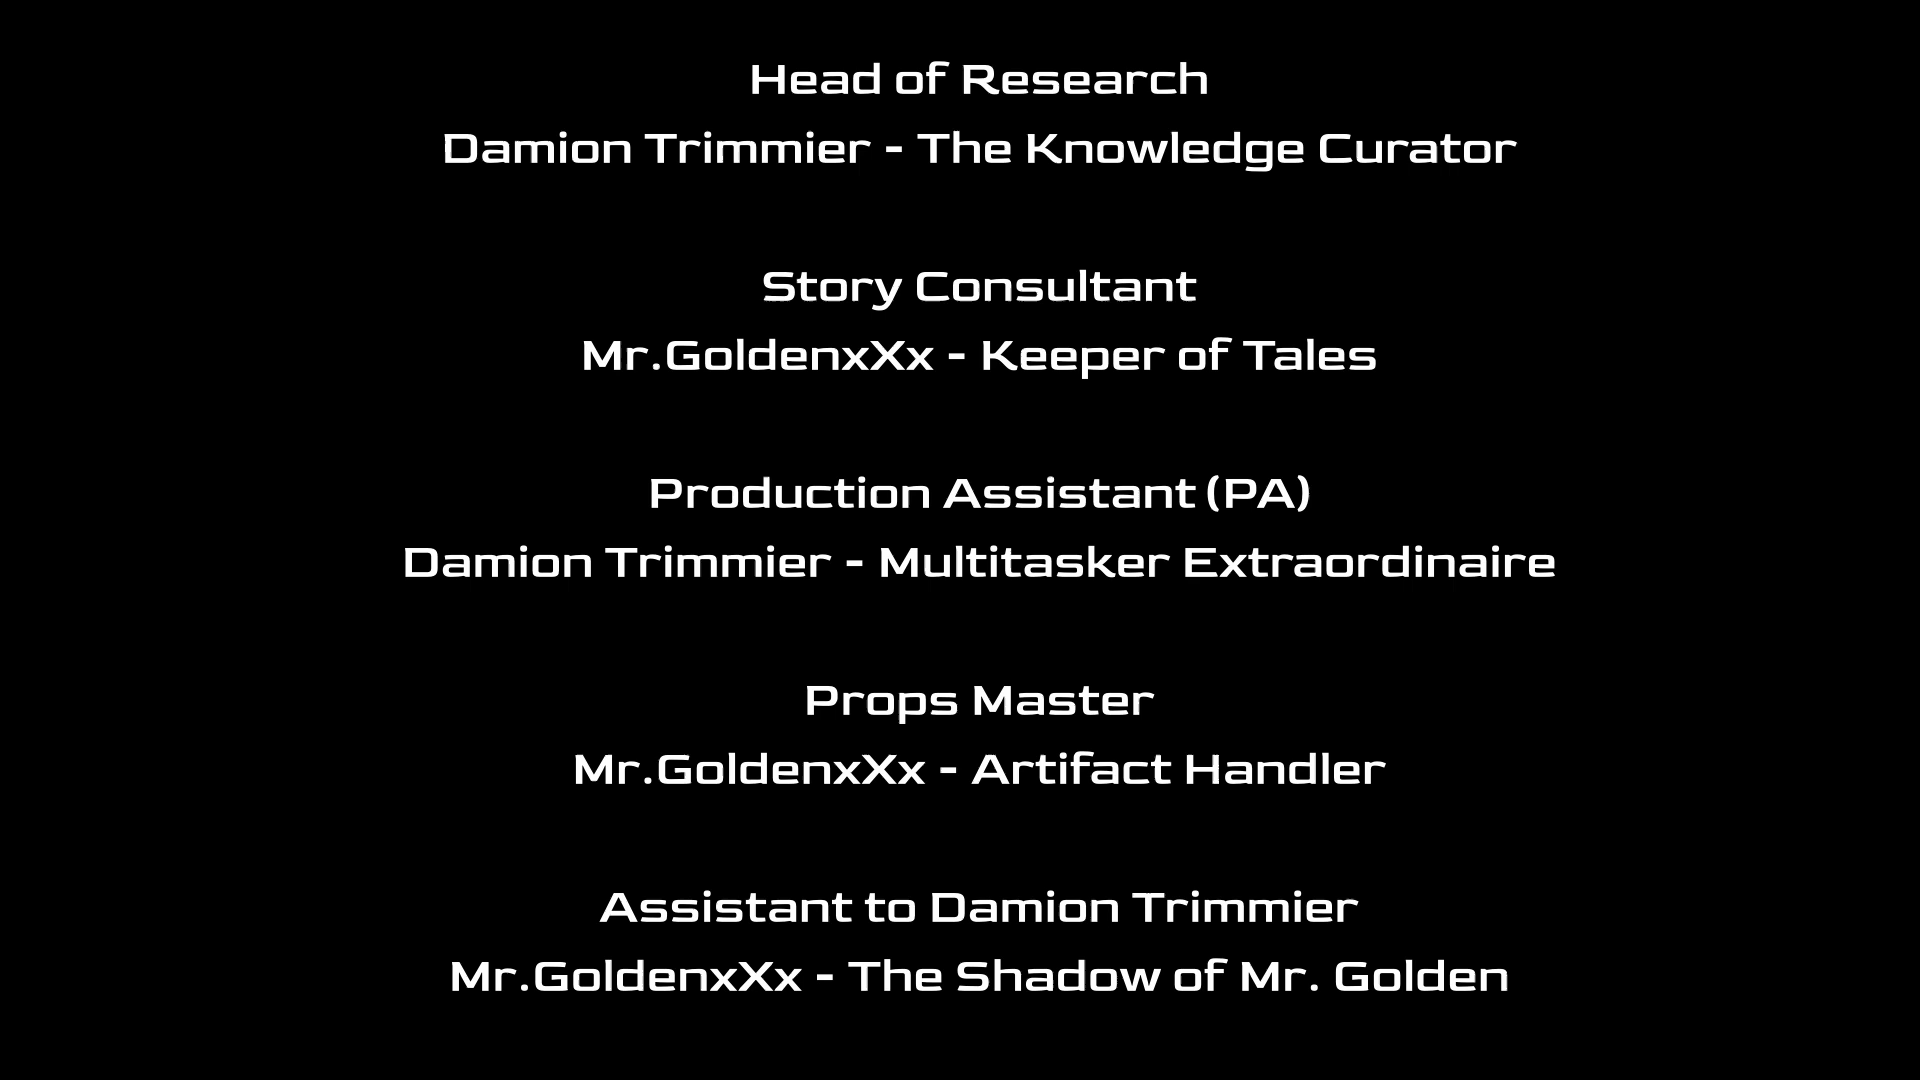 Head of Research
Damion Trimmier - The Knowledge Curator
Story Consultant
Mr.GoldenxXx - Keeper of Tales
Production Assistant (PA)
Damion Trimmier - Multitasker Extraordinaire
Props Master
Mr.GoldenxXx - Artifact Handler
Assistant to Damion Trimmier
Mr.GoldenxXx - The Shadow of Mr. Golden